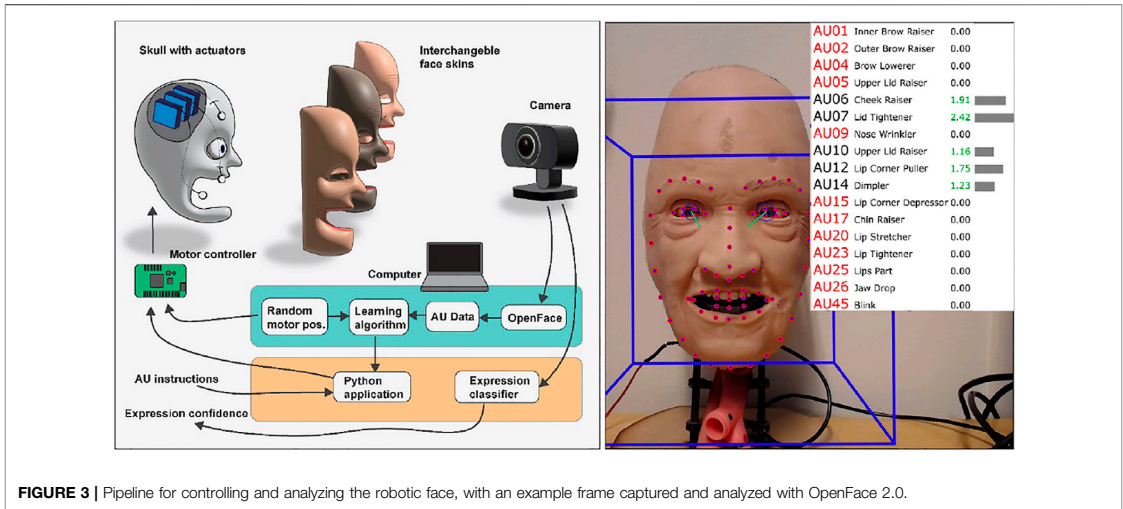 Skull with actuators
Interchangeble
face skins
Camera
Motor controller
Computer
Random
motor pos.
Learning
algorithm
AU Data
OpenFace
AU instructions
Python
application
Expression
classifier
Expression confidence
AU01 Inner Brow Raiser 0.00
AU02 Outer Brow Raiser 0.00
AU04 Brow Lowerer 0.00
AU05 Upper Lid Raiser 0.00
AU06 Cheek Raiser 1.91
AU07 Lid Tightener 2.42
AU09 Nose Wrinkler 0.00
AU10 Upper Lid Raiser 1.16
AU12 Lip Corner Puller 1.75
AU14 Dimpler 1.23
AU15 Lip Corner Depressor 0.00
AU17 Chin Raiser 0.00
AU20 Lip Stretcher 0.00
AU23 Lip Tightener 0.00
AU25 Lips Part 0.00
AU26 Jaw Drop 0.00
AU45 Blink 0.00
FIGURE 3 | Pipeline for controlling and analyzing the robotic face, with an example frame captured and analyzed with OpenFace 2.0.